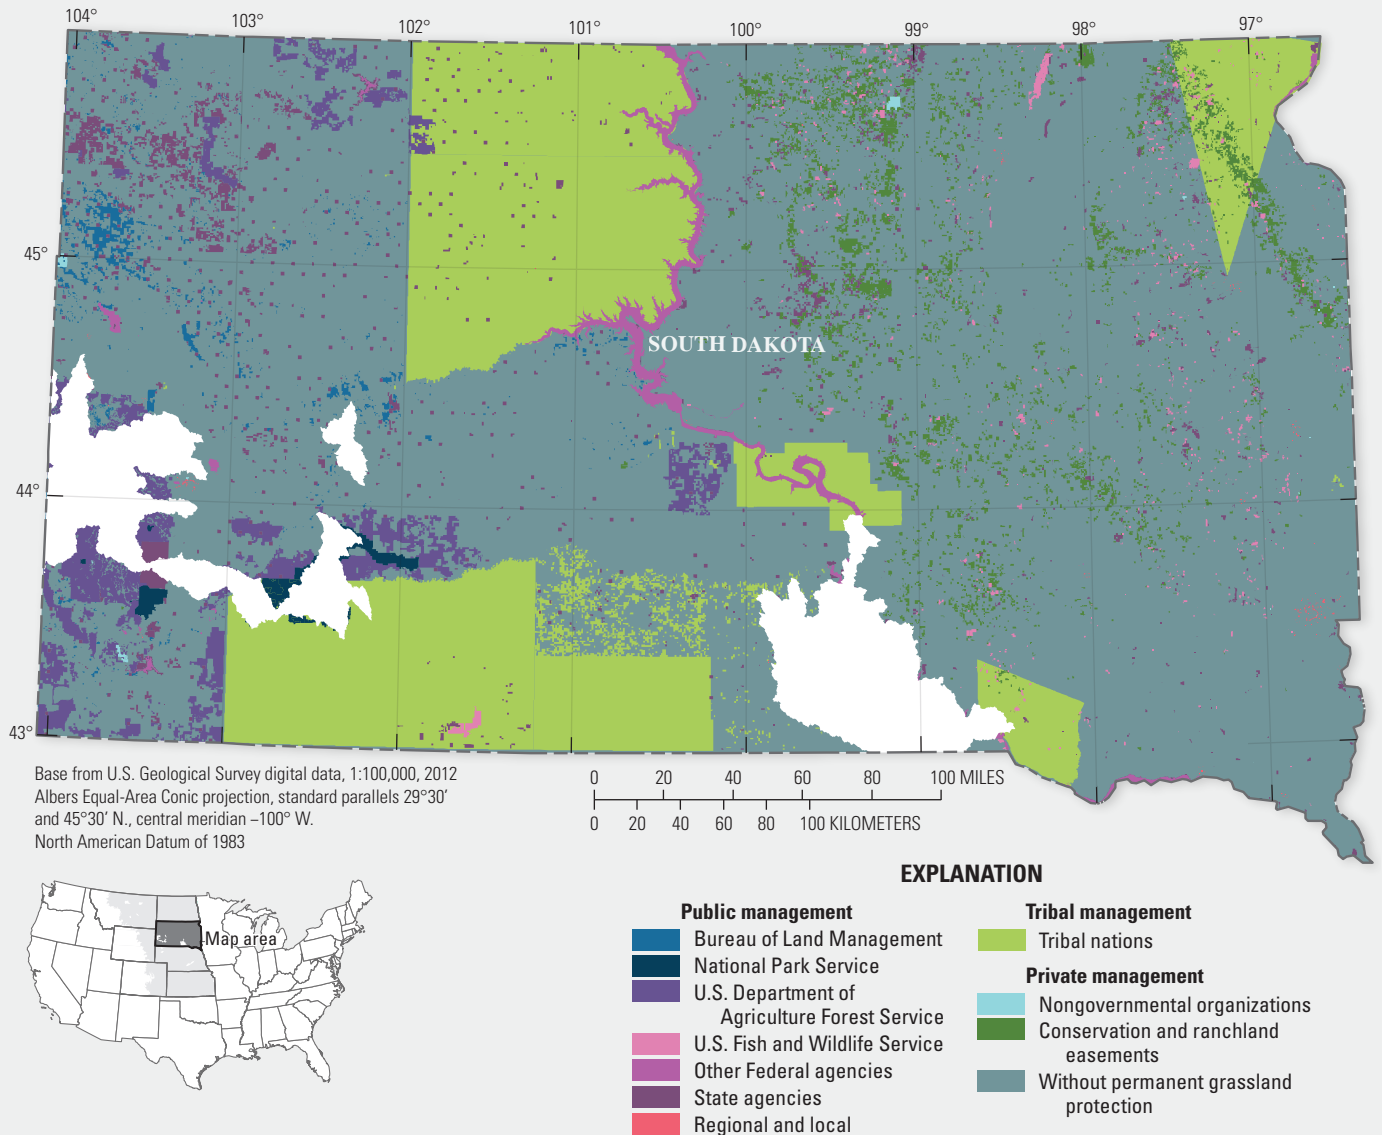 104°
103°
102°
101°
100°
99°
98°
97°
45°
SOUTH DAKOTA
44°
43°
Base from U.S. Geological Survey digital data, 1:100,000, 2012
Albers Equal-Area Conic projection, standard parallels 29°30′
and 45°30′ N., central meridian –100° W.
North American Datum of 1983
0 20 40 60 80 100 MILES
0 20 40 60 80 100 KILOMETERS
Map area
EXPLANATION
Public management
Bureau of Land Management
National Park Service
U.S. Department of
Agriculture Forest Service
U.S. Fish and Wildlife Service
Other Federal agencies
State agencies
Regional and local
Tribal management
Tribal nations
Private management
Nongovernmental organizations
Conservation and ranchland
easements
Without permanent grassland
protection